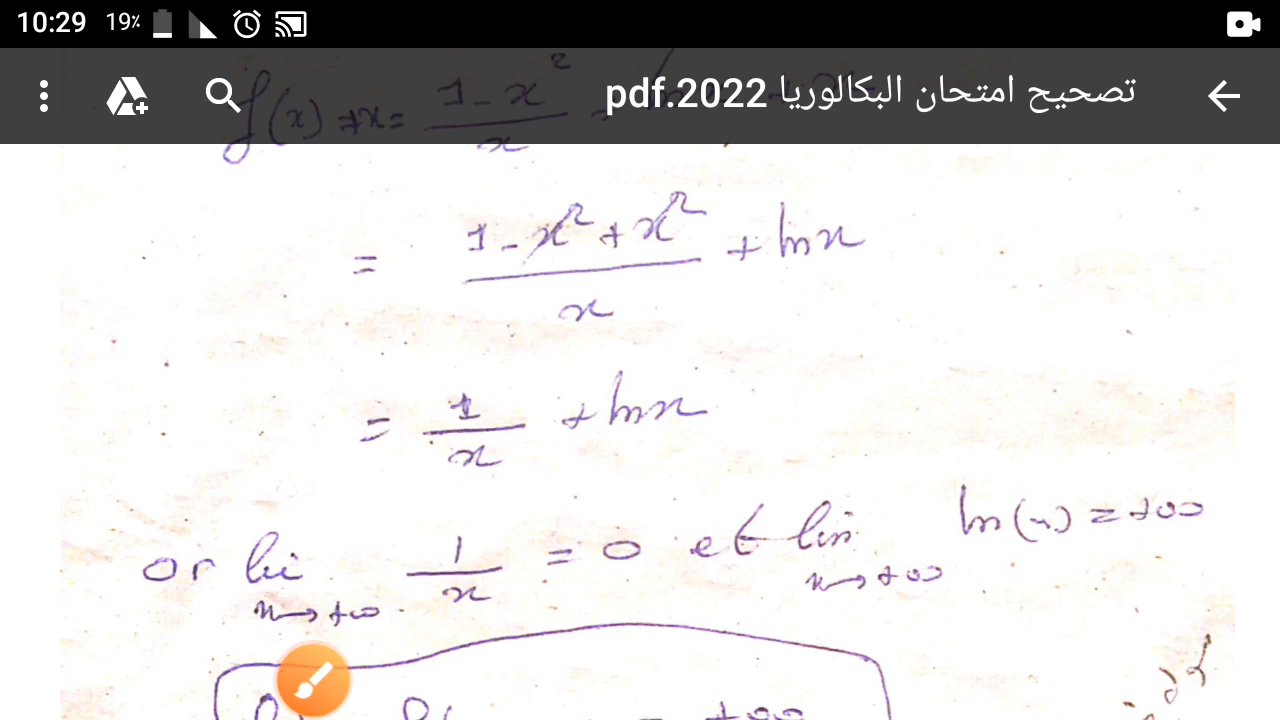 10:29 19%
تصحيح امتحان البكالوريا 2022.pdf
f(x) + x = 1 - x² / x +
= 1 - x² + x² / x + ln x
= 1 / x + ln x
or lim x→+∞ 1/x = 0 et lim x→+∞ ln(x) = +∞
= +∞